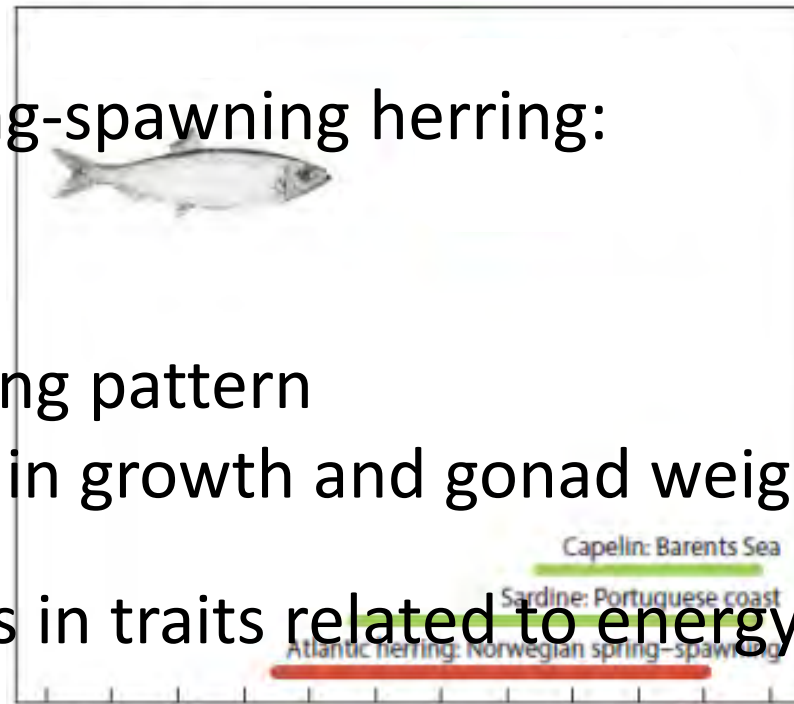 g-spawning herring:
ng pattern
in growth and gonad weig
Capelin: Barents Sea
Sardine: Portuguese coast
s in traits related to energy
Atlantic herring: Norwegian spring–spawning